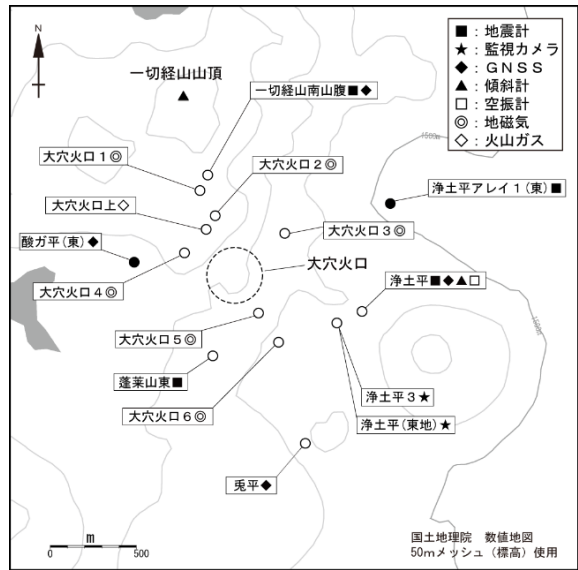 N
■：地震計
★：監視カメラ
◆：ＧＮＳＳ
▲：傾斜計
□：空振計
◎：地磁気
◇：火山ガス
一切経山山頂
一切経山南山腹■◆
大穴火口１◎
大穴火口２◎
1500m
浄土平アレイ１(東)■
大穴火口上◇
大穴火口３◎
酸ガ平(東)◆
大穴火口
大穴火口４◎
浄土平■◆▲□
大穴火口５◎
蓬莱山東■
浄土平３★
大穴火口６◎
浄土平(東地)★
兎平◆
m
0 500
国土地理院　数値地図
50mメッシュ（標高）使用